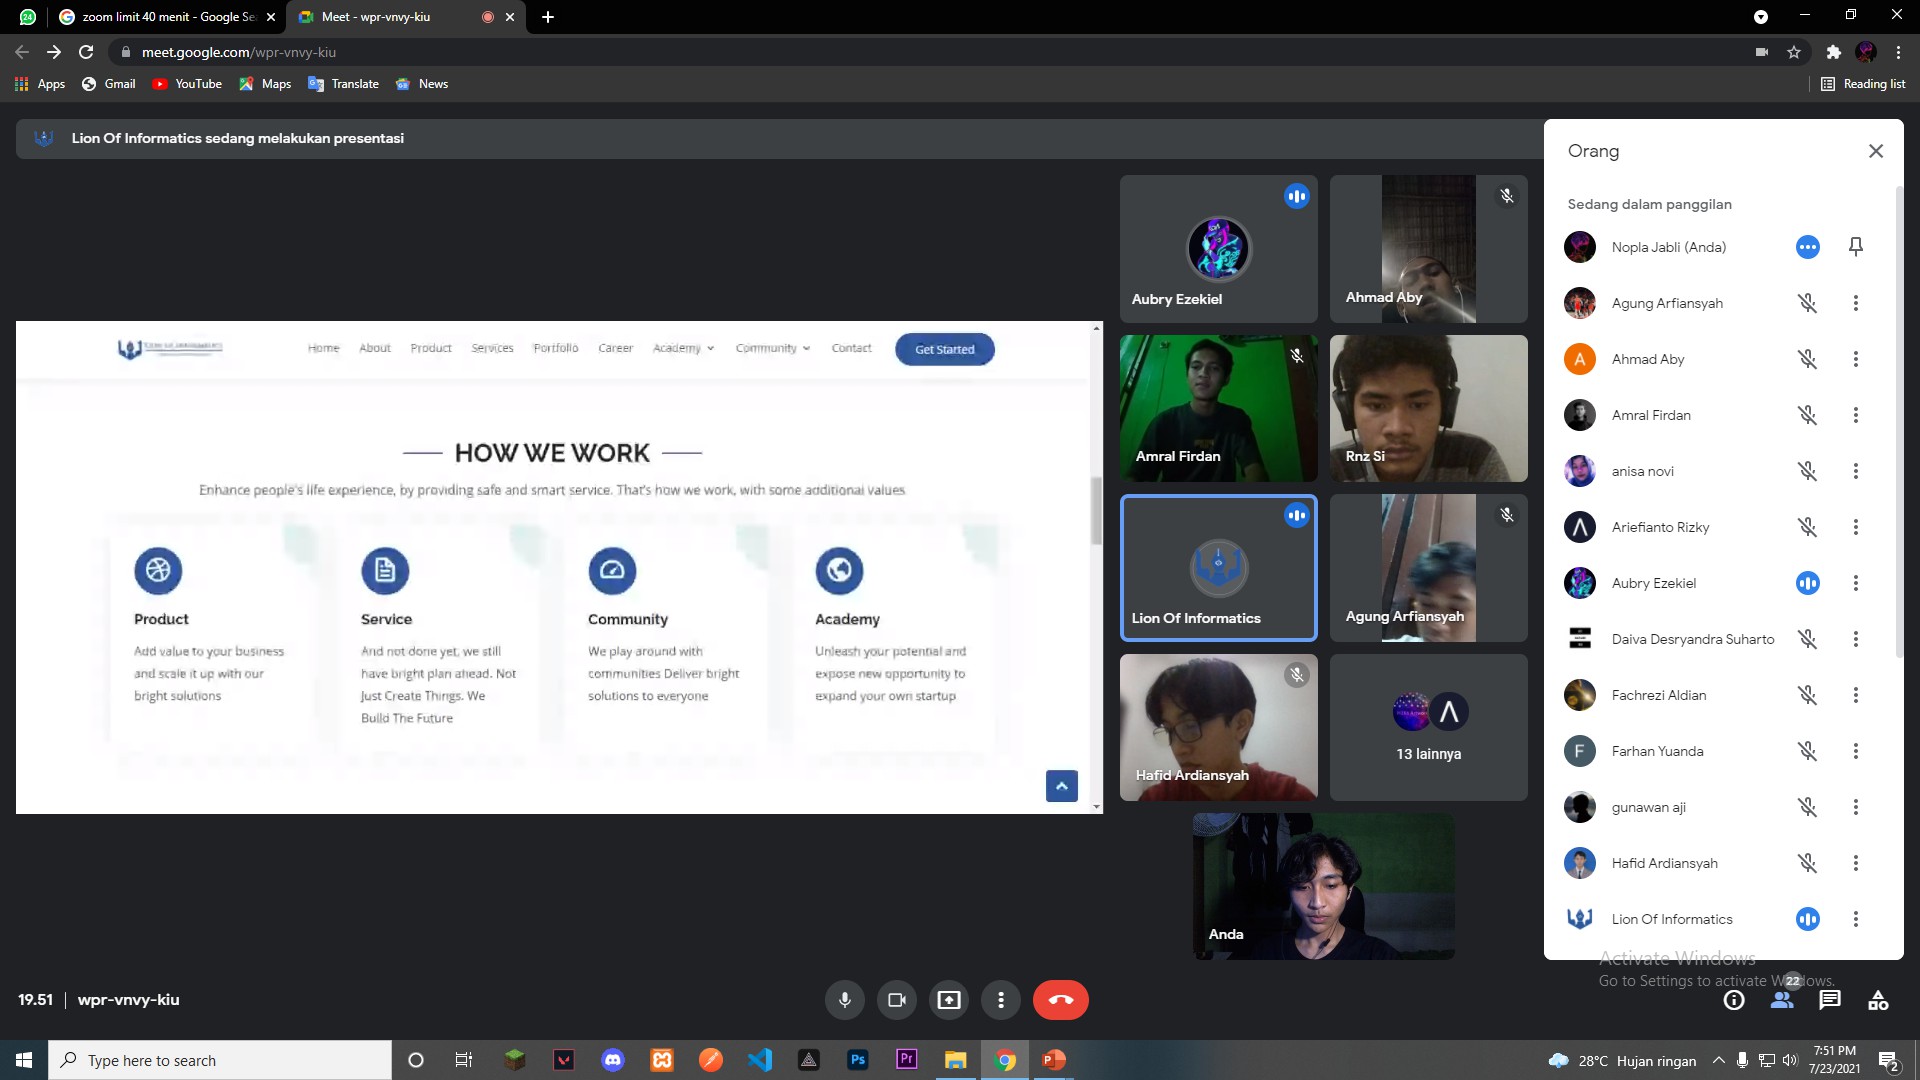 zoom limit 40 menit - Google Se
Meet - wpr-vnvy-kiu
meet.google.com/wpr-vnvy-kiu
Apps
Gmail
YouTube
Maps
Translate
News
Reading list
Lion Of Informatics sedang melakukan presentasi
Home
About
Product
Services
Portfolio
Career
Academy
Community
Contact
Get Started
HOW WE WORK
Enhance people's life experience, by providing safe and smart service. That's how we work, with some additional values
Product
Add value to your business
and scale it up with our
bright solutions
Service
And not done yet, we still
have bright plan ahead. Not
Just Create Things. We
Build The Future
Community
We play around with
communities Deliver bright
solutions to everyone
Academy
Unleash your potential and
expose new opportunity to
expand your own startup
Aubry Ezekiel
Ahmad Aby
Amral Firdan
Rnz Si
Lion Of Informatics
Agung Arfiansyah
Hafid Ardiansyah
13 lainnya
Anda
Orang
Sedang dalam panggilan
Nopla Jabli (Anda)
Agung Arfiansyah
A
Ahmad Aby
Amral Firdan
anisa novi
Ariefianto Rizky
Aubry Ezekiel
Daiva Desryandra Suharto
Fachrezi Aldian
F
Farhan Yuanda
gunawan aji
Hafid Ardiansyah
Lion Of Informatics
Activate Windows
Go to Settings to activate Windows.
22
19.51
wpr-vnvy-kiu
Type here to search
Ps
Pr
28°C Hujan ringan
7:51 PM
7/23/2021
2